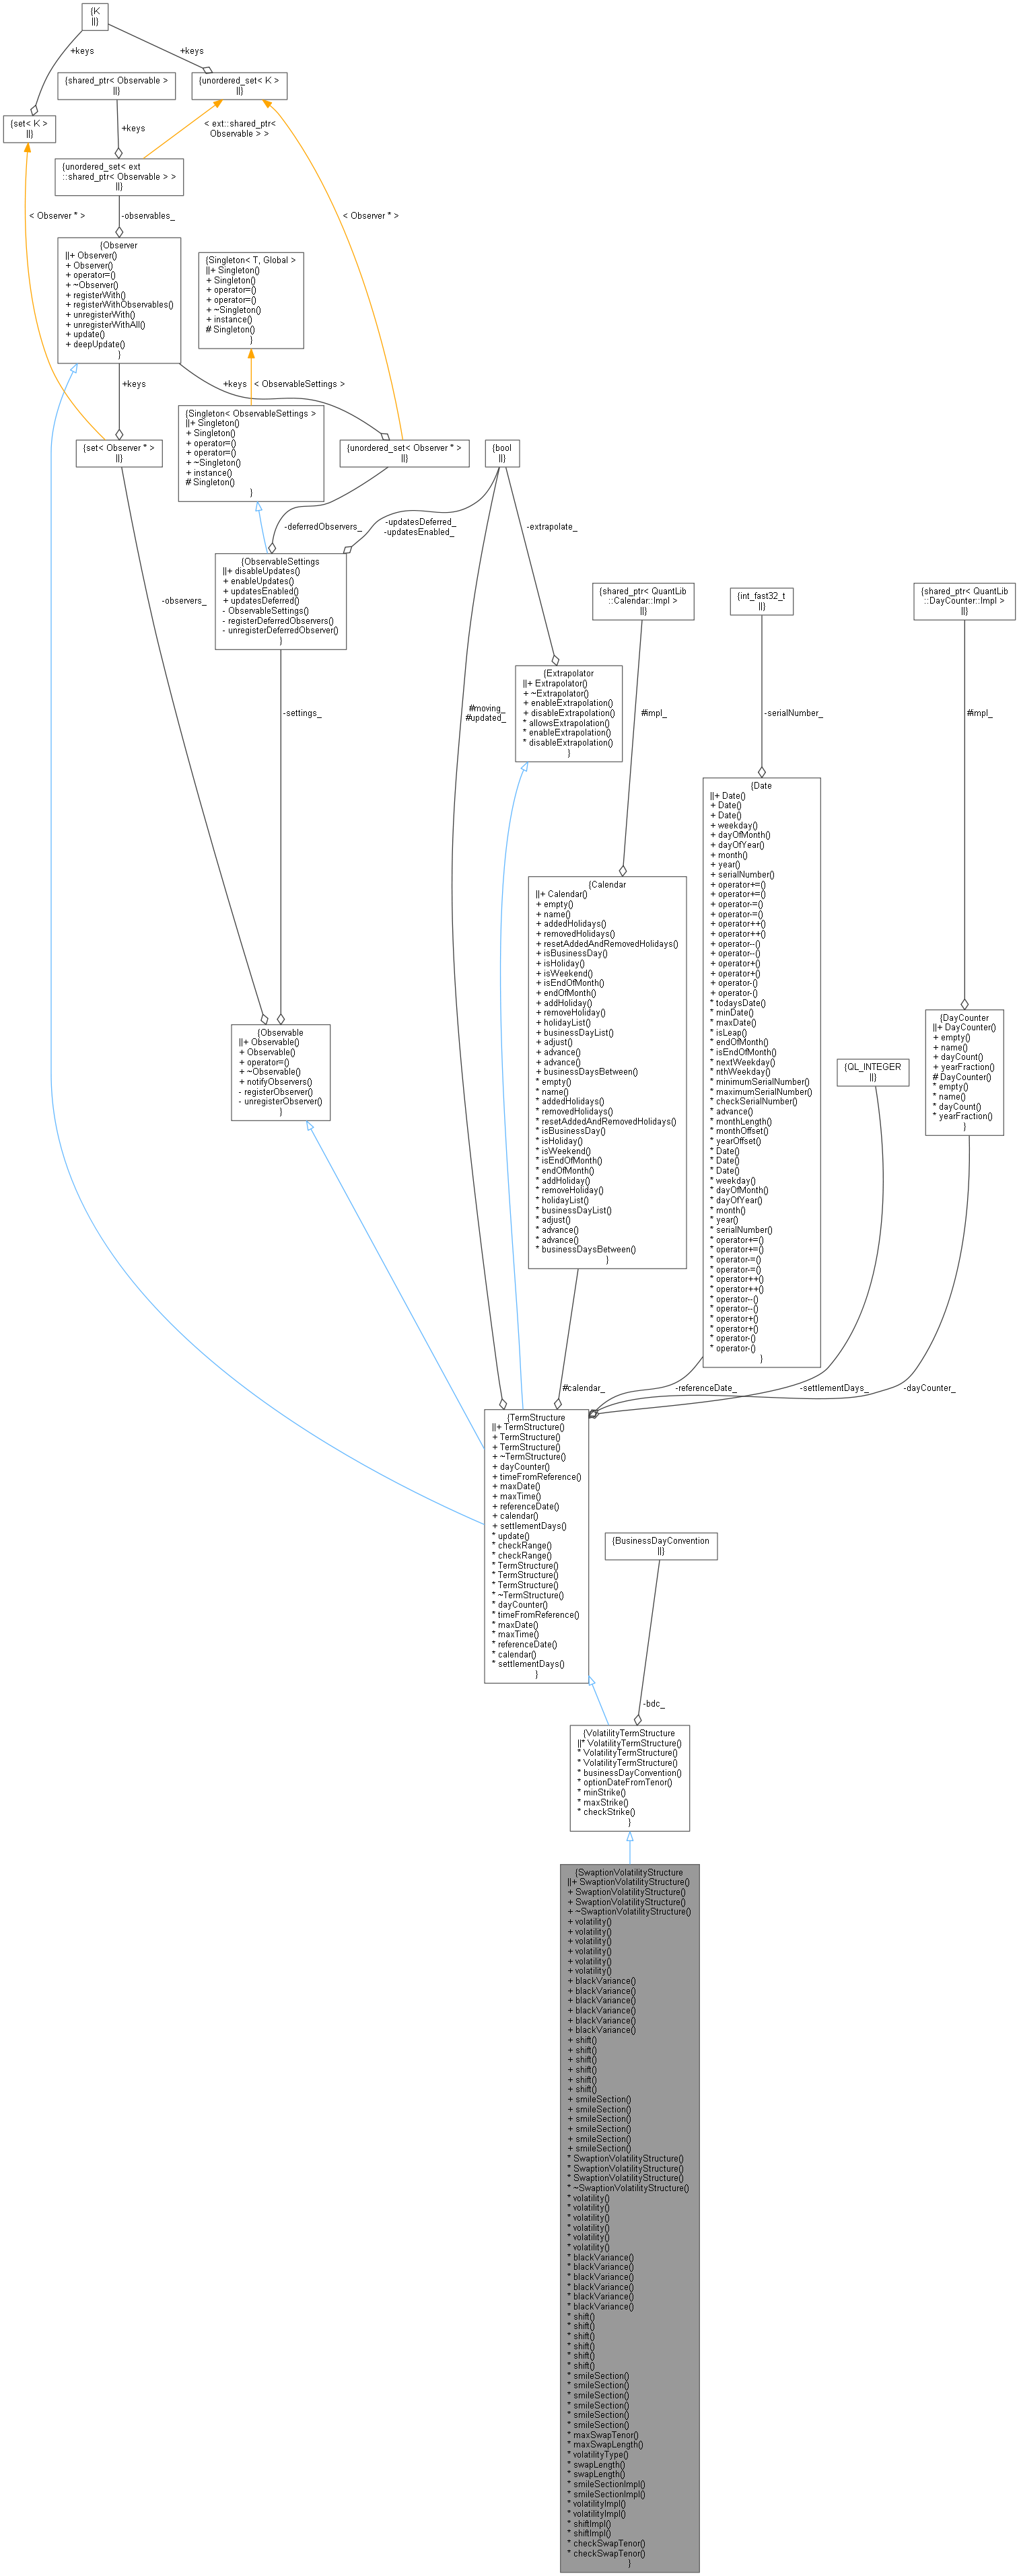 {K
||}
+keys
+keys
{shared_ptr< Observable >
||}
{unordered_set< K >
||}
{set< K >
||}
+keys
< ext::shared_ptr<
Observable > >
{unordered_set< ext
::shared_ptr< Observable > >
||}
< Observer * >
-observables_
< Observer * >
{Observer
||+ Observer()
+ Observer()
+ operator=()
+ ~Observer()
+ registerWith()
+ registerWithObservables()
+ unregisterWith()
+ unregisterWithAll()
+ update()
+ deepUpdate()
}
{Singleton< T, Global >
||+ Singleton()
+ Singleton()
+ operator=()
+ operator=()
+ ~Singleton()
+ instance()
# Singleton()
}
+keys
+keys
< ObservableSettings >
{Singleton< ObservableSettings >
||+ Singleton()
+ Singleton()
+ operator=()
+ operator=()
+ ~Singleton()
+ instance()
# Singleton()
}
{set< Observer * >
||}
{unordered_set< Observer * >
||}
{bool
||}
-deferredObservers_
-updatesDeferred_
-updatesEnabled_
-extrapolate_
{ObservableSettings
||+ disableUpdates()
+ enableUpdates()
+ updatesEnabled()
+ updatesDeferred()
- ObservableSettings()
- registerDeferredObservers()
- unregisterDeferredObserver()
}
-observers_
{shared_ptr< QuantLib
::Calendar::Impl >
||}
{int_fast32_t
||}
{shared_ptr< QuantLib
::DayCounter::Impl >
||}
-settings_
#moving_
#updated_
{Extrapolator
||+ Extrapolator()
+ ~Extrapolator()
+ enableExtrapolation()
+ disableExtrapolation()
* allowsExtrapolation()
* enableExtrapolation()
* disableExtrapolation()
}
#impl_
-serialNumber_
#impl_
{Date
||+ Date()
+ Date()
+ Date()
+ weekday()
+ dayOfMonth()
+ dayOfYear()
+ month()
+ year()
+ serialNumber()
+ operator+=()
+ operator+=()
+ operator-=()
+ operator-=()
+ operator++()
+ operator++()
+ operator--()
+ operator--()
+ operator+()
+ operator+()
+ operator-()
+ operator-()
* todaysDate()
* minDate()
* maxDate()
* isLeap()
* endOfMonth()
* isEndOfMonth()
* nextWeekday()
* nthWeekday()
* minimumSerialNumber()
* maximumSerialNumber()
* checkSerialNumber()
* advance()
* monthLength()
* monthOffset()
* yearOffset()
* Date()
* Date()
* Date()
* weekday()
* dayOfMonth()
* dayOfYear()
* month()
* year()
* serialNumber()
* operator+=()
* operator+=()
* operator-=()
* operator-=()
* operator++()
* operator++()
* operator--()
* operator--()
* operator+()
* operator+()
* operator-()
* operator-()
}
{Calendar
||+ Calendar()
+ empty()
+ name()
+ addedHolidays()
+ removedHolidays()
+ resetAddedAndRemovedHolidays()
+ isBusinessDay()
+ isHoliday()
+ isWeekend()
+ isEndOfMonth()
+ endOfMonth()
+ addHoliday()
+ removeHoliday()
+ holidayList()
+ businessDayList()
+ adjust()
+ advance()
+ advance()
+ businessDaysBetween()
* empty()
* name()
* addedHolidays()
* removedHolidays()
* resetAddedAndRemovedHolidays()
* isBusinessDay()
* isHoliday()
* isWeekend()
* isEndOfMonth()
* endOfMonth()
* addHoliday()
* removeHoliday()
* holidayList()
* businessDayList()
* adjust()
* advance()
* advance()
* businessDaysBetween()
}
{DayCounter
||+ DayCounter()
+ empty()
+ name()
+ dayCount()
+ yearFraction()
# DayCounter()
* empty()
* name()
* dayCount()
* yearFraction()
}
{Observable
||+ Observable()
+ Observable()
+ operator=()
+ ~Observable()
+ notifyObservers()
- registerObserver()
- unregisterObserver()
}
{QL_INTEGER
||}
#calendar_
-referenceDate_
-settlementDays_
-dayCounter_
{TermStructure
||+ TermStructure()
+ TermStructure()
+ TermStructure()
+ ~TermStructure()
+ dayCounter()
+ timeFromReference()
+ maxDate()
+ maxTime()
+ referenceDate()
+ calendar()
+ settlementDays()
* update()
* checkRange()
* checkRange()
* TermStructure()
* TermStructure()
* TermStructure()
* ~TermStructure()
* dayCounter()
* timeFromReference()
* maxDate()
* maxTime()
* referenceDate()
* calendar()
* settlementDays()
}
{BusinessDayConvention
||}
-bdc_
{VolatilityTermStructure
||* VolatilityTermStructure()
* VolatilityTermStructure()
* VolatilityTermStructure()
* businessDayConvention()
* optionDateFromTenor()
* minStrike()
* maxStrike()
* checkStrike()
}
{SwaptionVolatilityStructure
||+ SwaptionVolatilityStructure()
+ SwaptionVolatilityStructure()
+ SwaptionVolatilityStructure()
+ ~SwaptionVolatilityStructure()
+ volatility()
+ volatility()
+ volatility()
+ volatility()
+ volatility()
+ volatility()
+ blackVariance()
+ blackVariance()
+ blackVariance()
+ blackVariance()
+ blackVariance()
+ blackVariance()
+ shift()
+ shift()
+ shift()
+ shift()
+ shift()
+ shift()
+ smileSection()
+ smileSection()
+ smileSection()
+ smileSection()
+ smileSection()
+ smileSection()
* SwaptionVolatilityStructure()
* SwaptionVolatilityStructure()
* SwaptionVolatilityStructure()
* ~SwaptionVolatilityStructure()
* volatility()
* volatility()
* volatility()
* volatility()
* volatility()
* volatility()
* blackVariance()
* blackVariance()
* blackVariance()
* blackVariance()
* blackVariance()
* blackVariance()
* shift()
* shift()
* shift()
* shift()
* shift()
* shift()
* smileSection()
* smileSection()
* smileSection()
* smileSection()
* smileSection()
* smileSection()
* maxSwapTenor()
* maxSwapLength()
* volatilityType()
* swapLength()
* swapLength()
* smileSectionImpl()
* smileSectionImpl()
* volatilityImpl()
* volatilityImpl()
* shiftImpl()
* shiftImpl()
* checkSwapTenor()
* checkSwapTenor()
}